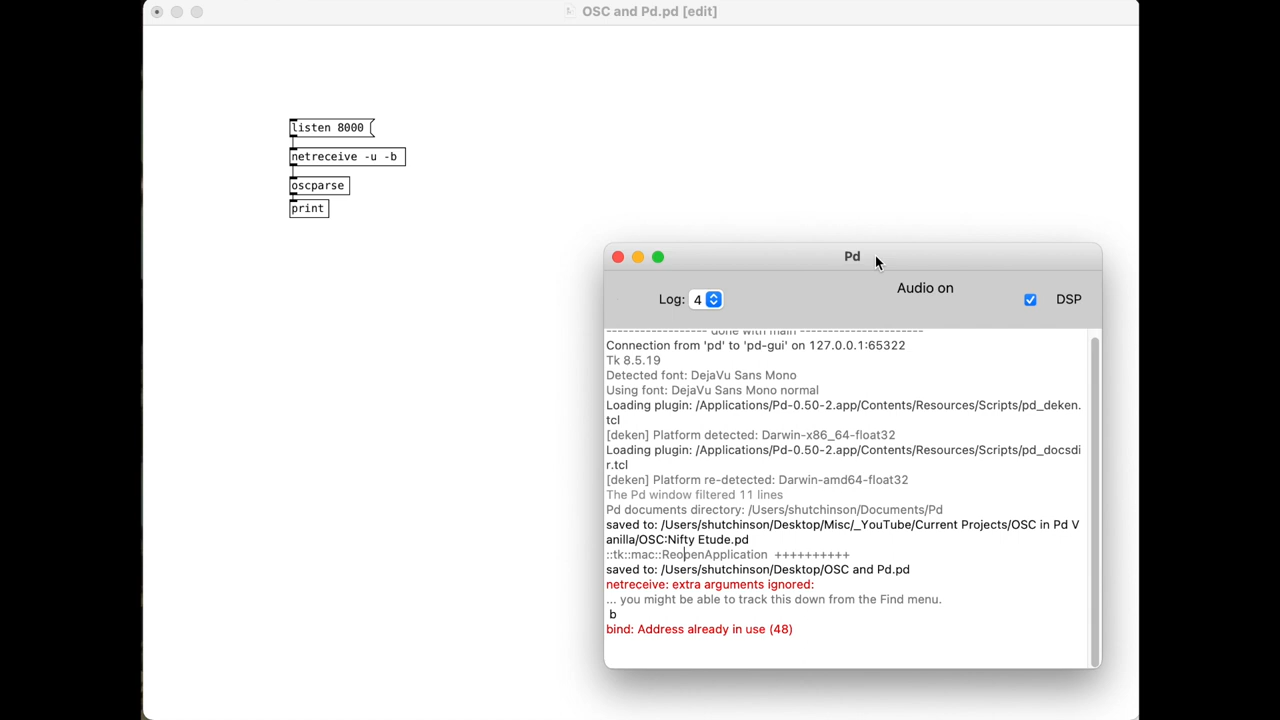 OSC and Pd.pd [edit]
listen 8000
netreceive -u -b
oscparse
print
Pd
Log: 4
Audio on
DSP
------------------ done with main ----------------------
Connection from 'pd' to 'pd-gui' on 127.0.0.1:65322
Tk 8.5.19
Detected font: DejaVu Sans Mono
Using font: DejaVu Sans Mono normal
Loading plugin: /Applications/Pd-0.50-2.app/Contents/Resources/Scripts/pd_deken.
tcl
[deken] Platform detected: Darwin-x86_64-float32
Loading plugin: /Applications/Pd-0.50-2.app/Contents/Resources/Scripts/pd_docsdi
r.tcl
[deken] Platform re-detected: Darwin-amd64-float32
The Pd window filtered 11 lines
Pd documents directory: /Users/shutchinson/Documents/Pd
saved to: /Users/shutchinson/Desktop/Misc/_YouTube/Current Projects/OSC in Pd V
anilla/OSC:Nifty Etude.pd
::tk::mac::ReopenApplication ++++++++++
saved to: /Users/shutchinson/Desktop/OSC and Pd.pd
netreceive: extra arguments ignored:
... you might be able to track this down from the Find menu.
b
bind: Address already in use (48)